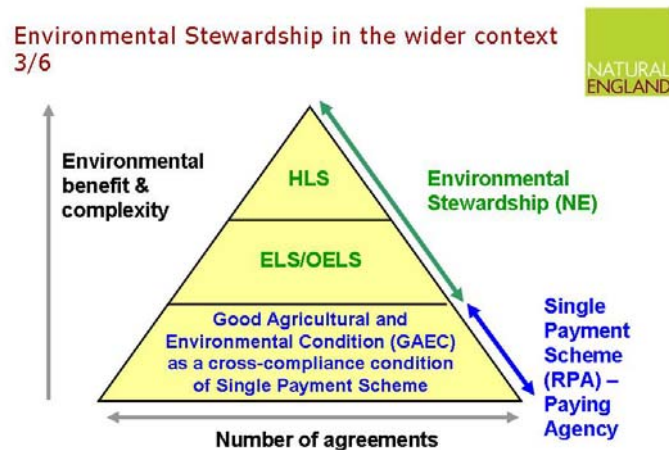 Environmental Stewardship in the wider context
3/6
NATURAL
ENGLAND
Environmental
benefit &
complexity
HLS
Environmental
Stewardship (NE)
ELS/OELS
Good Agricultural and
Environmental Condition (GAEC)
as a cross-compliance condition
of Single Payment Scheme
Single
Payment
Scheme
(RPA) –
Paying
Agency
Number of agreements